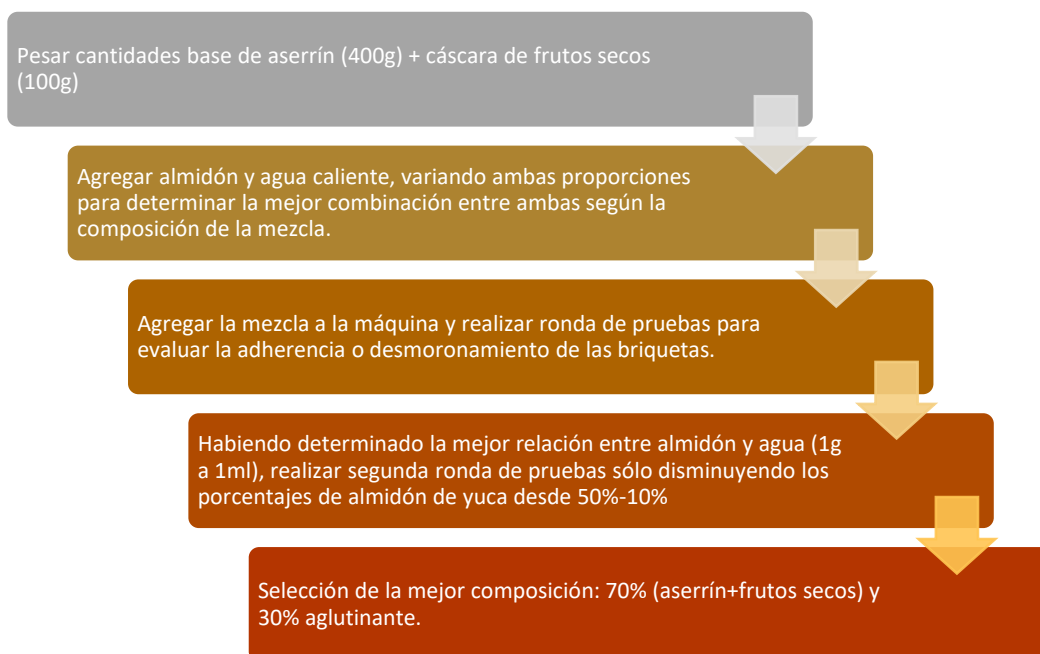 Pesar cantidades base de aserrín (400g) + cáscara de frutos secos
(100g)
Agregar almidón y agua caliente, variando ambas proporciones
para determinar la mejor combinación entre ambas según la
composición de la mezcla.
Agregar la mezcla a la máquina y realizar ronda de pruebas para
evaluar la adherencia o desmoronamiento de las briquetas.
Habiendo determinado la mejor relación entre almidón y agua (1g
a 1ml), realizar segunda ronda de pruebas sólo disminuyendo los
porcentajes de almidón de yuca desde 50%-10%
Selección de la mejor composición: 70% (aserrín+frutos secos) y
30% aglutinante.